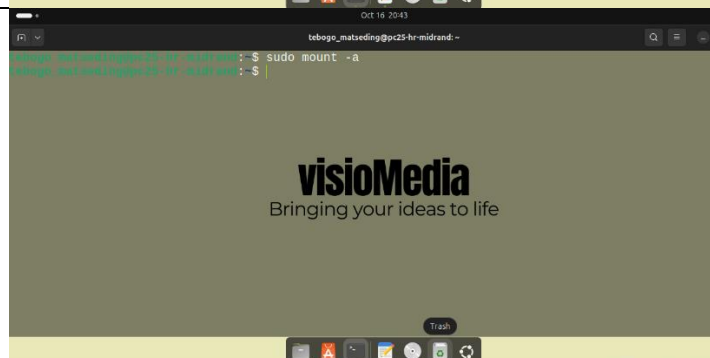 Oct 16 20:43
tebogo_matseding@pc25-hr-midrand: ~
tebogo_matseding@pc25-hr-midrand:~$ sudo mount -a
tebogo_matseding@pc25-hr-midrand:~$
visioMedia
Bringing your ideas to life
Trash